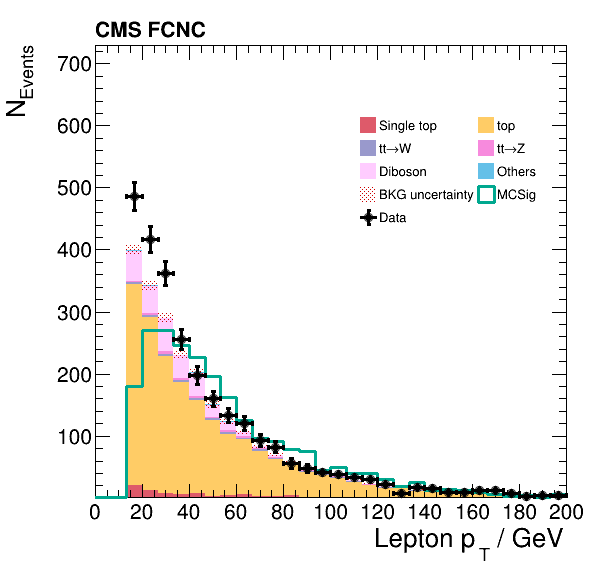 CMS FCNC
N_Events
700
600
500
400
300
200
100
Single top
top
tt→W
tt→Z
Diboson
Others
BKG uncertainty
MCSig
Data
0 20 40 60 80 100 120 140 160 180 200
Lepton p_T / GeV